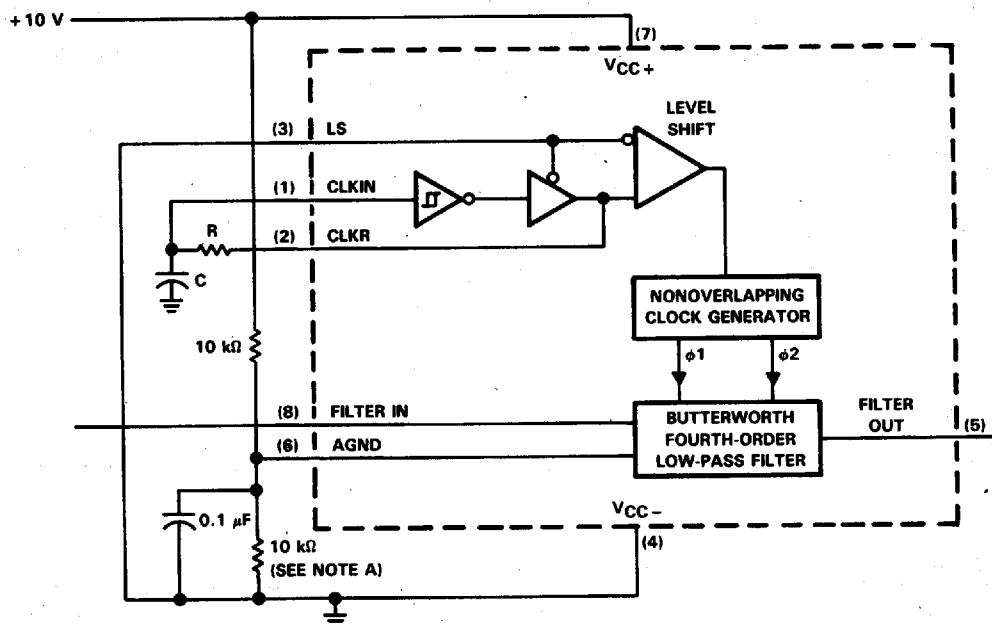 +10 V
(7)
VCC+
LEVEL
SHIFT
(3) LS
(1) CLKIN
R
(2) CLKR
C
NONOVERLAPPING
CLOCK GENERATOR
10 kΩ
φ1
φ2
(8) FILTER IN
BUTTERWORTH
FOURTH-ORDER
LOW-PASS FILTER
FILTER
OUT
(5)
(6) AGND
0.1 μF
VCC-
(4)
10 kΩ
(SEE NOTE A)